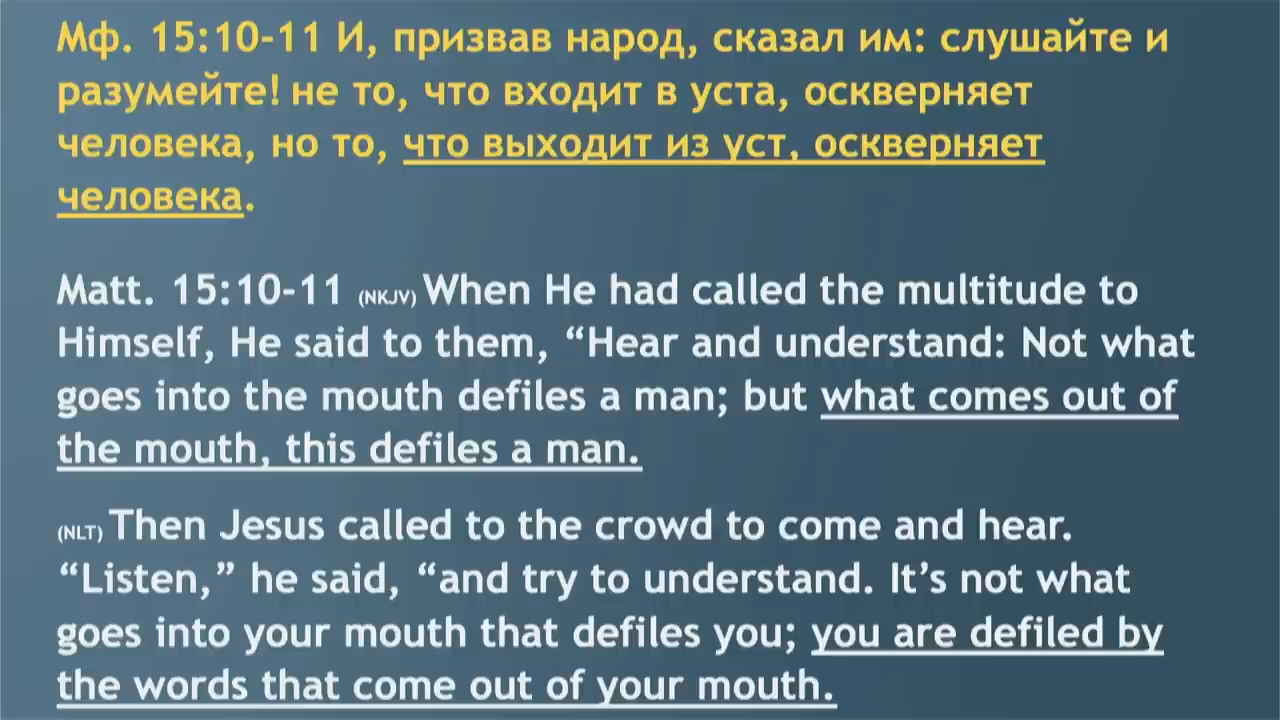 Мф. 15:10-11 И, призвав народ, сказал им: слушайте и
разумейте! не то, что входит в уста, оскверняет
человека, но то, что выходит из уст, оскверняет
человека.
Matt. 15:10-11 (NKJV) When He had called the multitude to
Himself, He said to them, “Hear and understand: Not what
goes into the mouth defiles a man; but what comes out of
the mouth, this defiles a man.
(NLT) Then Jesus called to the crowd to come and hear.
“Listen,” he said, “and try to understand. It’s not what
goes into your mouth that defiles you; you are defiled by
the words that come out of your mouth.